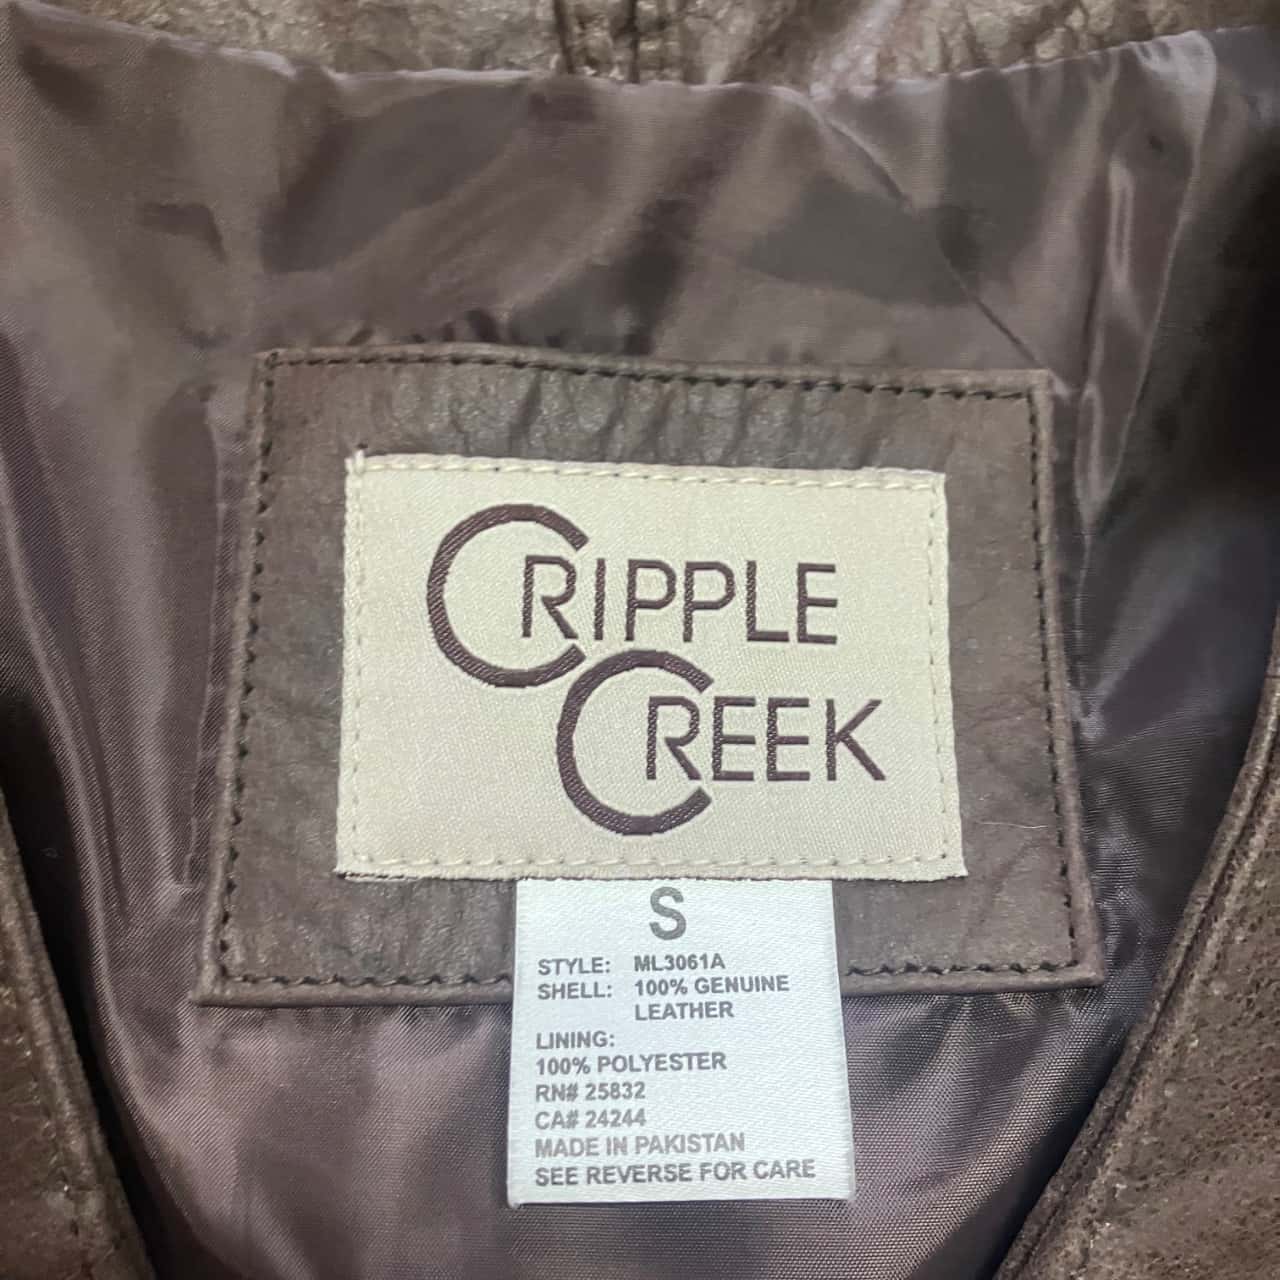 CRIPPLE
CREEK
S
STYLE: ML3061A
SHELL: 100% GENUINE
LEATHER
LINING:
100% POLYESTER
RN# 25832
CA# 24244
MADE IN PAKISTAN
SEE REVERSE FOR CARE